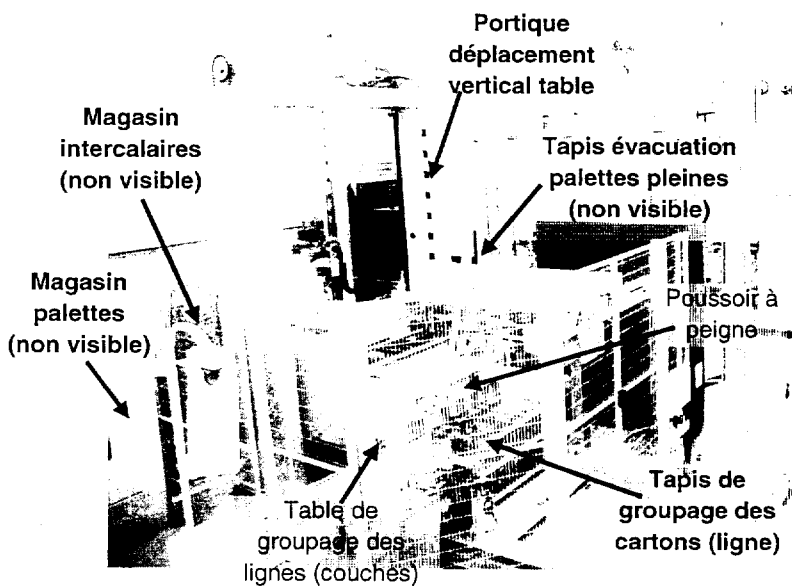 Portique
déplacement
vertical table
Magasin
intercalaires
(non visible)
Tapis évacuation
palettes pleines
(non visible)
Magasin
palettes
(non visible)
Poussoir à
peigne
Table de
groupage des
lignes (couches)
Tapis de
groupage des
cartons (ligne)